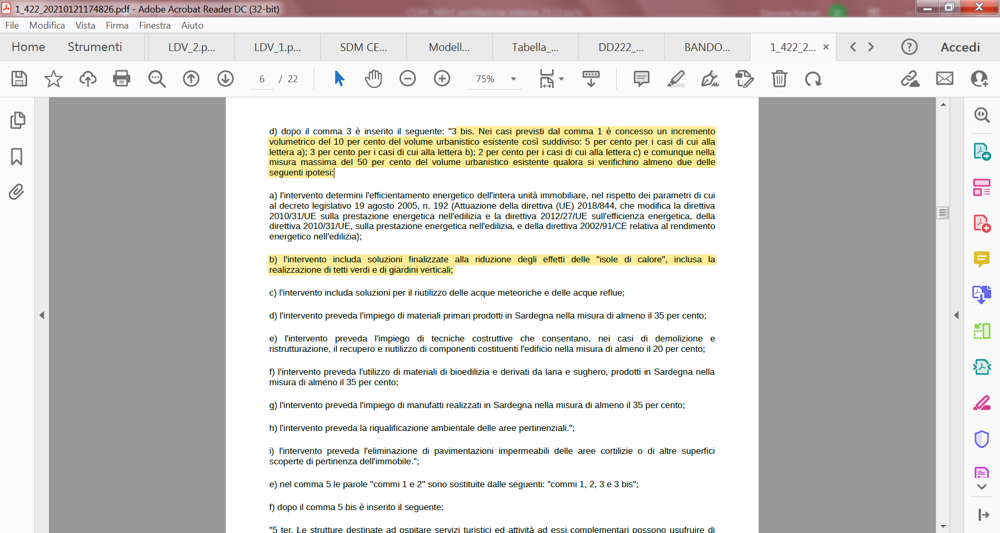 1_422_20210121174826.pdf - Adobe Acrobat Reader DC (32-bit)
File Modifica Vista Firma Finestra Aiuto
Home Strumenti LDV_2.p... LDV_1.p... SDM CE... Modell... Tabella_... DD222_... BANDO... 1_422_2... × Accedi
6 / 22 75%
d) dopo il comma 3 è inserito il seguente: "3 bis. Nei casi previsti dal comma 1 è concesso un incremento
volumetrico del 10 per cento del volume urbanistico esistente così suddiviso: 5 per cento per i casi di cui alla
lettera a); 3 per cento per i casi di cui alla lettera b); 2 per cento per i casi di cui alla lettera c) e comunque nella
misura massima del 50 per cento del volume urbanistico esistente qualora si verifichino almeno due delle
seguenti ipotesi:
a) l'intervento determini l'efficientamento energetico dell'intera unità immobiliare, nel rispetto dei parametri di cui
al decreto legislativo 19 agosto 2005, n. 192 (Attuazione della direttiva (UE) 2018/844, che modifica la direttiva
2010/31/UE sulla prestazione energetica nell'edilizia e la direttiva 2012/27/UE sull'efficienza energetica, della
direttiva 2010/31/UE, sulla prestazione energetica nell'edilizia, e della direttiva 2002/91/CE relativa al rendimento
energetico nell'edilizia);
b) l'intervento includa soluzioni finalizzate alla riduzione degli effetti delle "isole di calore", inclusa la
realizzazione di tetti verdi e di giardini verticali;
c) l'intervento includa soluzioni per il riutilizzo delle acque meteoriche e delle acque reflue;
d) l'intervento preveda l'impiego di materiali primari prodotti in Sardegna nella misura di almeno il 35 per cento;
e) l'intervento preveda l'impiego di tecniche costruttive che consentano, nei casi di demolizione e
ristrutturazione, il recupero e riutilizzo di componenti costituenti l'edificio nella misura di almeno il 20 per cento;
f) l'intervento preveda l'utilizzo di materiali di bioedilizia e derivati da lana e sughero, prodotti in Sardegna nella
misura di almeno il 35 per cento;
g) l'intervento preveda l'impiego di manufatti realizzati in Sardegna nella misura di almeno il 35 per cento;
h) l'intervento preveda la riqualificazione ambientale delle aree pertinenziali.";
i) l'intervento preveda l'eliminazione di pavimentazioni impermeabili delle aree cortilizie o di altre superfici
scoperte di pertinenza dell'immobile.";
e) nel comma 5 le parole "commi 1 e 2" sono sostituite dalle seguenti: "commi 1, 2, 3 e 3 bis";
f) dopo il comma 5 bis è inserito il seguente:
"5 ter. Le strutture destinate ad ospitare servizi turistici ed attività ad essi complementari possono usufruire di